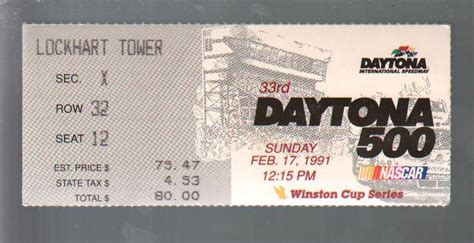 LOCKHART TOWER
SEC. X
ROW 32
SEAT 12
EST. PRICE $ 75.47
STATE TAX $ 4.53
TOTAL $ 80.00
DAYTONA
INTERNATIONAL SPEEDWAY
33rd
DAYTONA
500
SUNDAY
FEB. 17, 1991
12:15 PM
NASCAR
Winston Cup Series